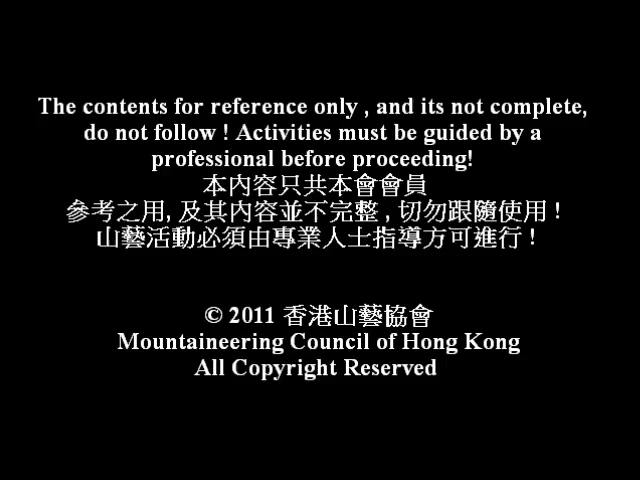 The contents for reference only , and its not complete,
do not follow ! Activities must be guided by a
professional before proceeding!
本內容只共本會會員
參考之用, 及其內容並不完整 , 切勿跟隨使用 !
山藝活動必須由專業人士指導方可進行 !
© 2011 香港山藝協會
Mountaineering Council of Hong Kong
All Copyright Reserved